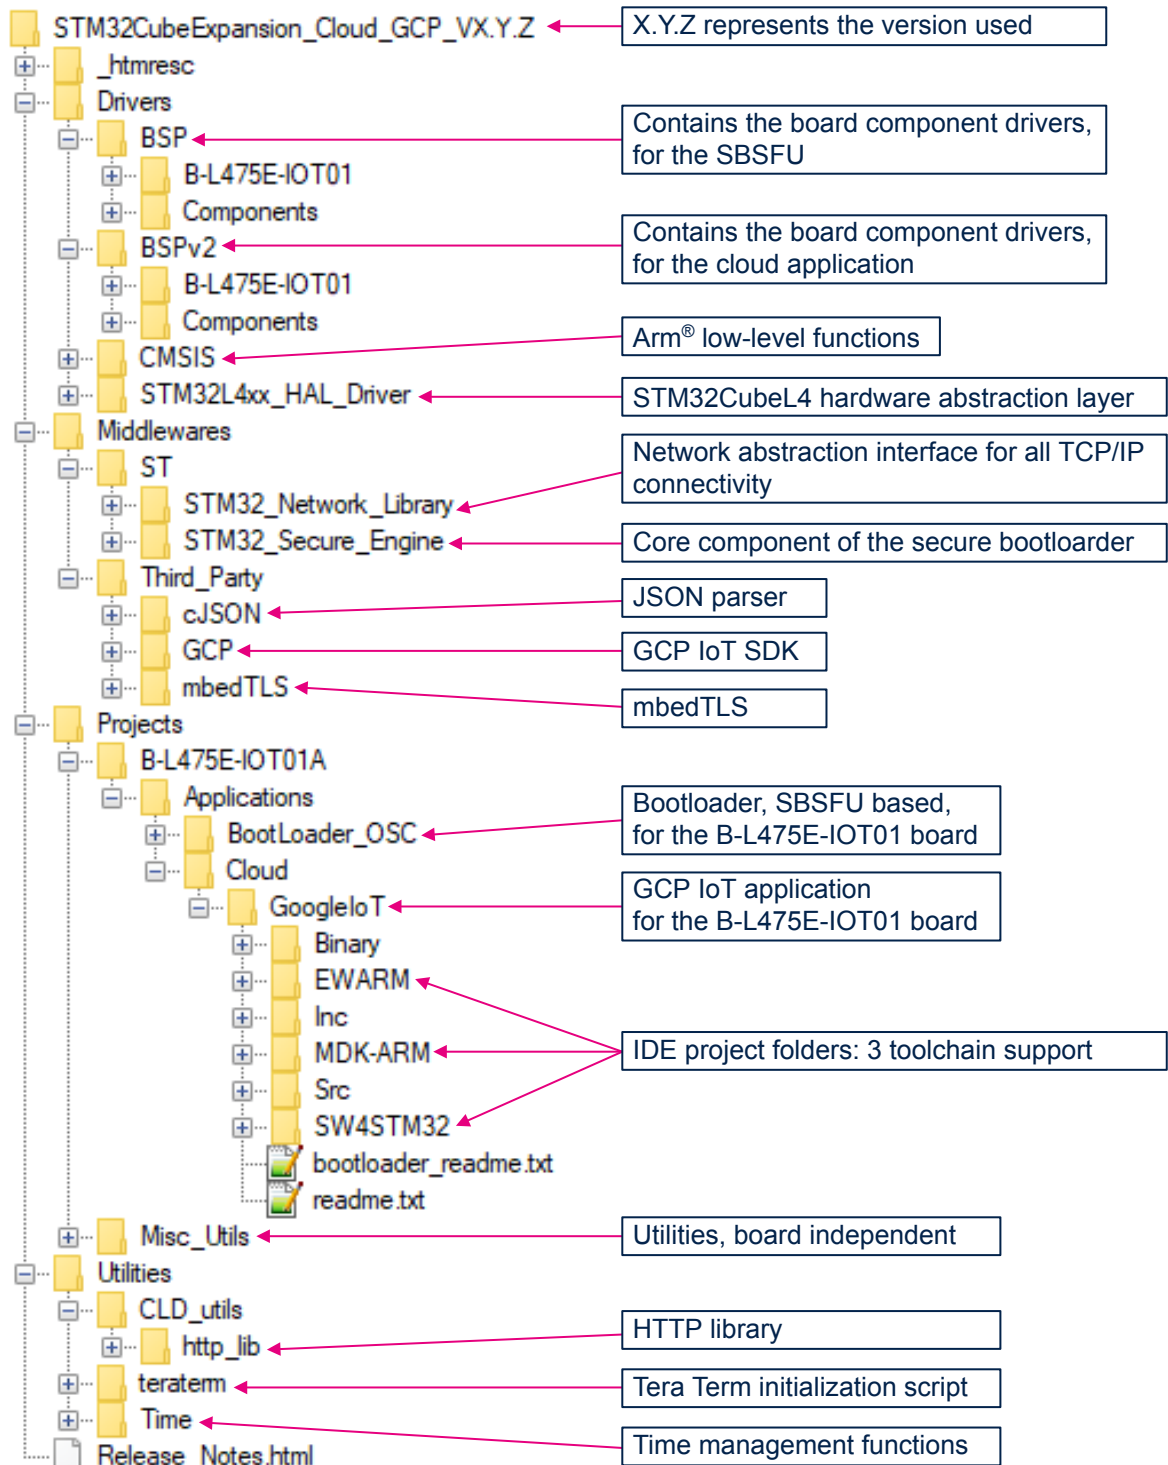 STM32CubeExpansion_Cloud_GCP_VX.Y.Z
X.Y.Z represents the version used
_htmresc
Drivers
BSP
Contains the board component drivers,
for the SBSFU
B-L475E-IOT01
Components
BSPv2
Contains the board component drivers,
for the cloud application
B-L475E-IOT01
Components
CMSIS
Arm® low-level functions
STM32L4xx_HAL_Driver
STM32CubeL4 hardware abstraction layer
Middlewares
ST
Network abstraction interface for all TCP/IP
connectivity
STM32_Network_Library
STM32_Secure_Engine
Core component of the secure bootloarder
Third_Party
cJSON
JSON parser
GCP
GCP IoT SDK
mbedTLS
mbedTLS
Projects
B-L475E-IOT01A
Applications
BootLoader_OSC
Bootloader, SBSFU based,
for the B-L475E-IOT01 board
Cloud
GoogleIoT
GCP IoT application
for the B-L475E-IOT01 board
Binary
EWARM
Inc
MDK-ARM
IDE project folders: 3 toolchain support
Src
SW4STM32
bootloader_readme.txt
readme.txt
Misc_Utils
Utilities, board independent
Utilities
CLD_utils
http_lib
HTTP library
teraterm
Tera Term initialization script
Time
Time management functions
Release_Notes.html